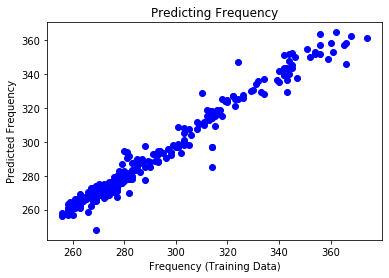 Predicting Frequency
Predicted Frequency
360
340
320
300
280
260
260 280 300 320 340 360
Frequency (Training Data)